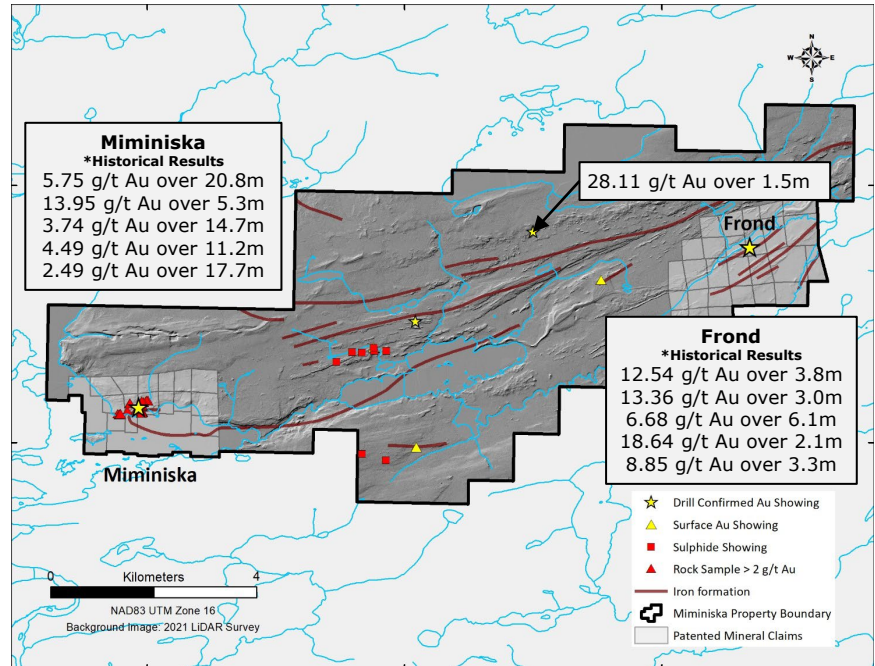 N
W
E
S
Miminiska
*Historical Results
5.75 g/t Au over 20.8m
13.95 g/t Au over 5.3m
3.74 g/t Au over 14.7m
4.49 g/t Au over 11.2m
2.49 g/t Au over 17.7m
28.11 g/t Au over 1.5m
Frond
Frond
*Historical Results
12.54 g/t Au over 3.8m
13.36 g/t Au over 3.0m
6.68 g/t Au over 6.1m
18.64 g/t Au over 2.1m
8.85 g/t Au over 3.3m
Miminiska
Drill Confirmed Au Showing
Surface Au Showing
Sulphide Showing
Rock Sample > 2 g/t Au
Iron formation
Miminiska Property Boundary
Patented Mineral Claims
Kilometers
0 4
NAD83 UTM Zone 16
Background Image: 2021 LiDAR Survey